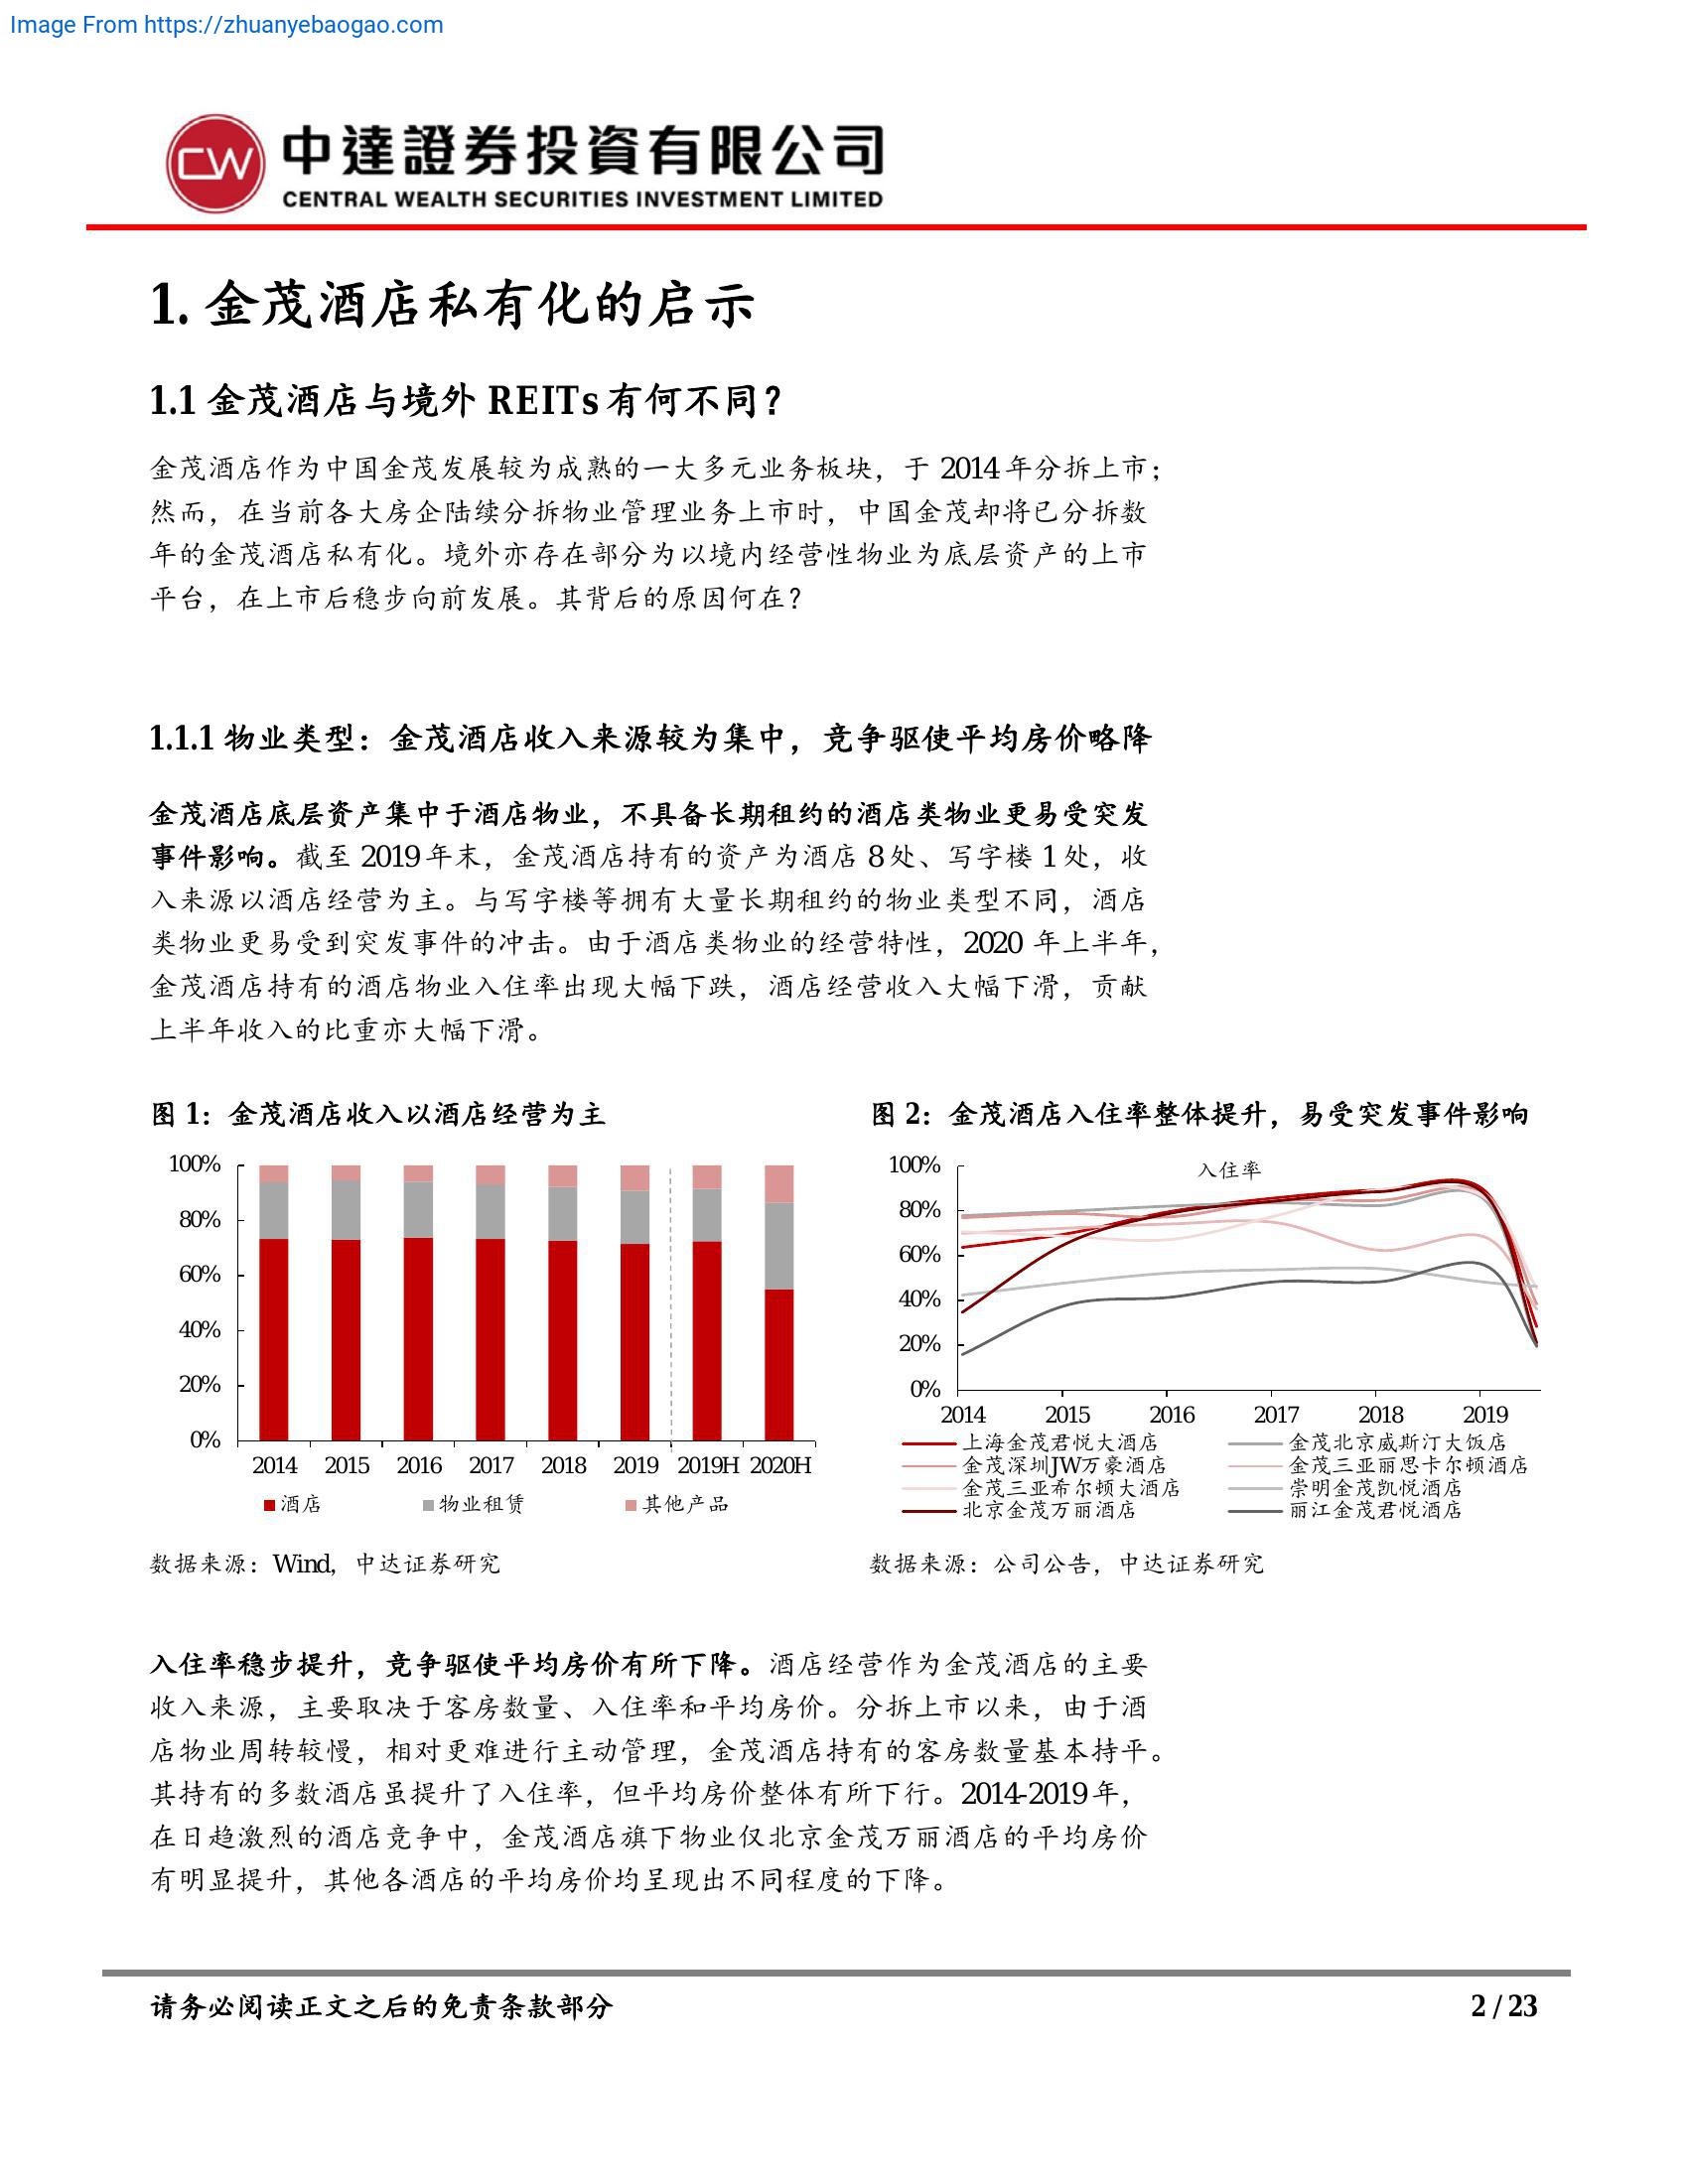 Image From https://zhuanyebaogao.com
CW
中達證券投資有限公司
CENTRAL WEALTH SECURITIES INVESTMENT LIMITED
1. 金茂酒店私有化的启示
1.1 金茂酒店与境外 REITs 有何不同？
金茂酒店作为中国金茂发展较为成熟的一大多元业务板块，于 2014 年分拆上市；
然而，在当前各大房企陆续分拆物业管理业务上市时，中国金茂却将已分拆数
年的金茂酒店私有化。境外亦存在部分为以境内经营性物业为底层资产的上市
平台，在上市后稳步向前发展。其背后的原因何在？
1.1.1 物业类型：金茂酒店收入来源较为集中，竞争驱使平均房价略降
金茂酒店底层资产集中于酒店物业，不具备长期租约的酒店类物业更易受突发
事件影响。截至 2019 年末，金茂酒店持有的资产为酒店 8 处、写字楼 1 处，收
入来源以酒店经营为主。与写字楼等拥有大量长期租约的物业类型不同，酒店
类物业更易受到突发事件的冲击。由于酒店类物业的经营特性，2020 年上半年，
金茂酒店持有的酒店物业入住率出现大幅下跌，酒店经营收入大幅下滑，贡献
上半年收入的比重亦大幅下滑。
图 1：金茂酒店收入以酒店经营为主
100%
80%
60%
40%
20%
0%
2014 2015 2016 2017 2018 2019 2019H 2020H
酒店 物业租赁 其他产品
数据来源：Wind，中达证券研究
图 2：金茂酒店入住率整体提升，易受突发事件影响
入住率
100%
80%
60%
40%
20%
0%
2014 2015 2016 2017 2018 2019
上海金茂君悦大酒店 金茂北京威斯汀大饭店
金茂深圳JW万豪酒店 金茂三亚丽思卡尔顿酒店
金茂三亚希尔顿大酒店 崇明金茂凯悦酒店
北京金茂万丽酒店 丽江金茂君悦酒店
数据来源：公司公告，中达证券研究
入住率稳步提升，竞争驱使平均房价有所下降。酒店经营作为金茂酒店的主要
收入来源，主要取决于客房数量、入住率和平均房价。分拆上市以来，由于酒
店物业周转较慢，相对更难进行主动管理，金茂酒店持有的客房数量基本持平。
其持有的多数酒店虽提升了入住率，但平均房价整体有所下行。2014-2019 年，
在日趋激烈的酒店竞争中，金茂酒店旗下物业仅北京金茂万丽酒店的平均房价
有明显提升，其他各酒店的平均房价均呈现出不同程度的下降。
请务必阅读正文之后的免责条款部分
2 / 23